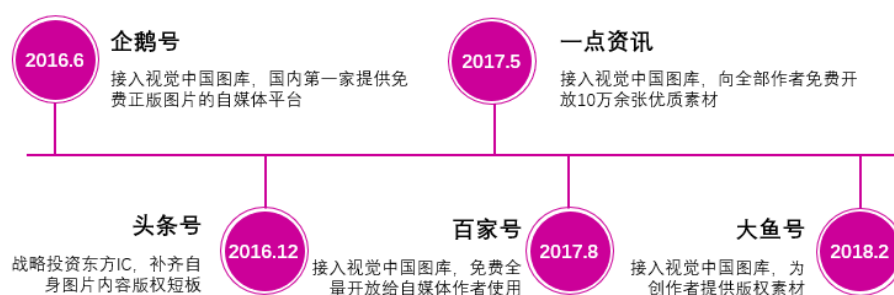 2016.6
企鹅号
接入视觉中国图库，国内第一家提供免
费正版图片的自媒体平台
2017.5
一点资讯
接入视觉中国图库，向全部作者免费开
放10万余张优质素材
头条号
战略投资东方IC，补齐自
身图片内容版权短板
2016.12
百家号
接入视觉中国图库，免费全
量开放给自媒体作者使用
2017.8
大鱼号
接入视觉中国图库，为
创作者提供版权素材
2018.2